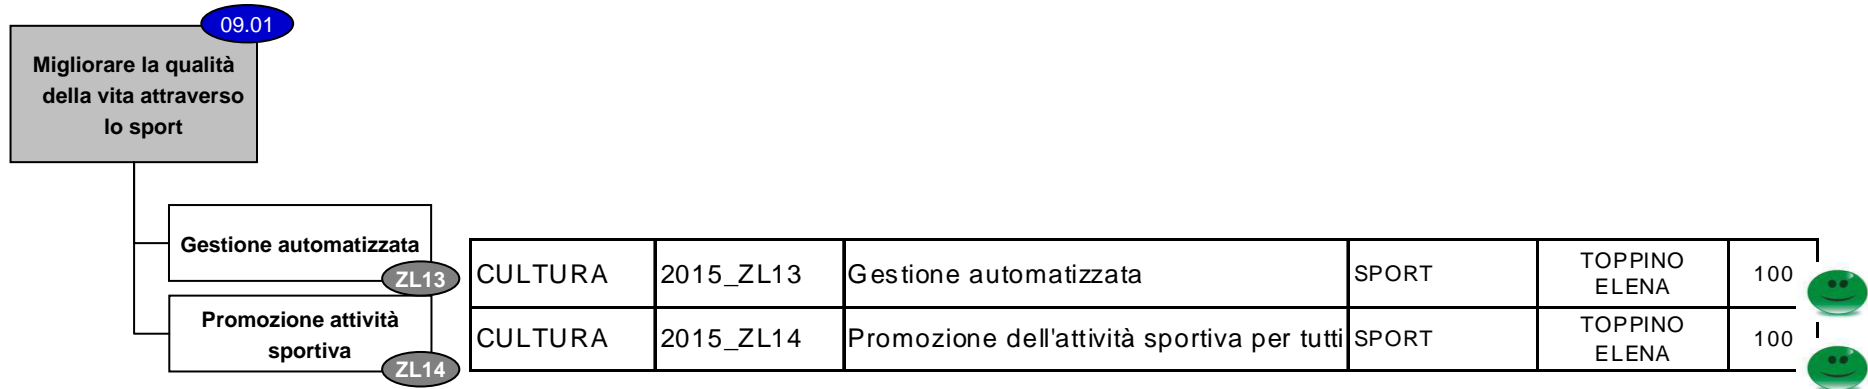 09.01
Migliorare la qualità
della vita attraverso
lo sport
Gestione automatizzata
ZL13
CULTURA 2015_ZL13 Gestione automatizzata SPORT TOPPINO ELENA 100
Promozione attività
sportiva
ZL14
CULTURA 2015_ZL14 Promozione dell'attività sportiva per tutti SPORT TOPPINO ELENA 100